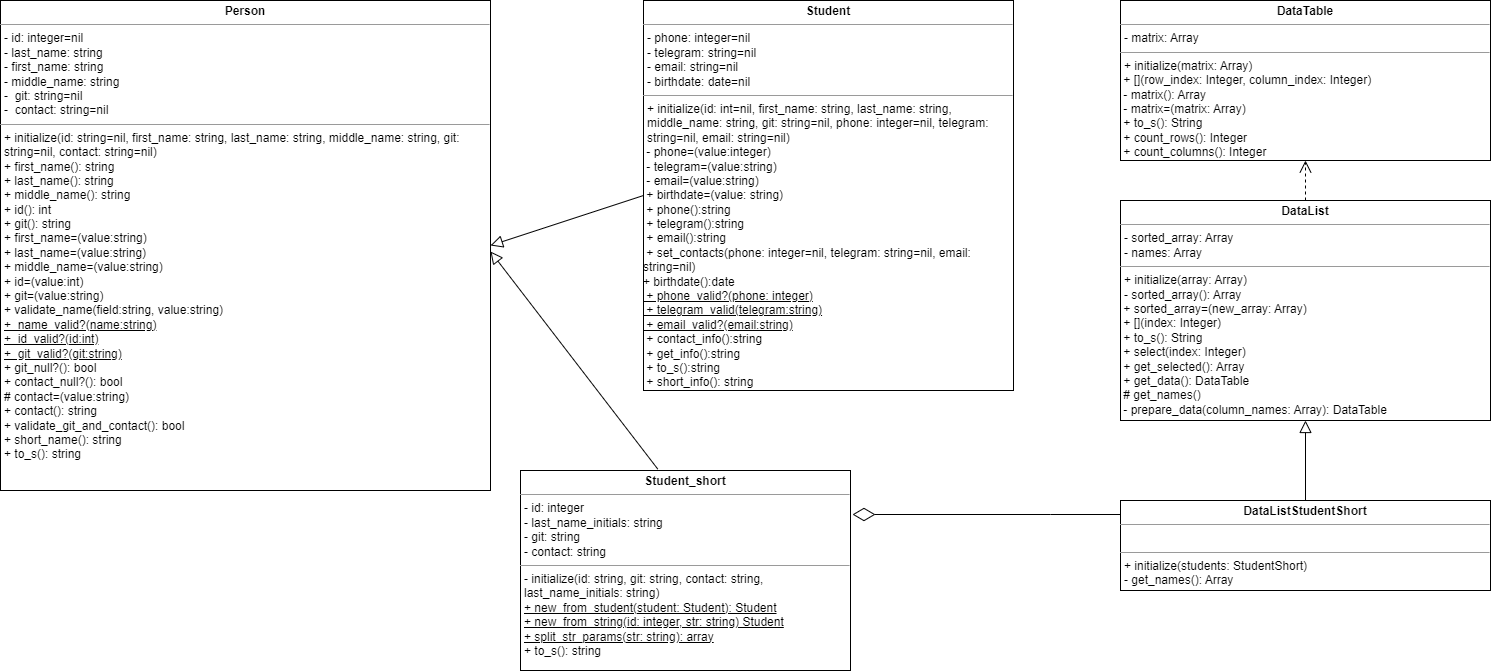 Person
- id: integer=nil
- last_name: string
- first_name: string
- middle_name: string
- git: string=nil
- contact: string=nil
+ initialize(id: string=nil, first_name: string, last_name: string, middle_name: string, git:
string=nil, contact: string=nil)
+ first_name(): string
+ last_name(): string
+ middle_name(): string
+ id(): int
+ git(): string
+ first_name=(value:string)
+ last_name=(value:string)
+ middle_name=(value:string)
+ id=(value:int)
+ git=(value:string)
+ validate_name(field:string, value:string)
+ name_valid?(name:string)
+ id_valid?(id:int)
+ git_valid?(git:string)
+ git_null?(): bool
+ contact_null?(): bool
# contact=(value:string)
+ contact(): string
+ validate_git_and_contact(): bool
+ short_name(): string
+ to_s(): string
Student
- phone: integer=nil
- telegram: string=nil
- email: string=nil
- birthdate: date=nil
+ initialize(id: int=nil, first_name: string, last_name: string,
middle_name: string, git: string=nil, phone: integer=nil, telegram:
string=nil, email: string=nil)
- phone=(value:integer)
- telegram=(value:string)
- email=(value:string)
+ birthdate=(value: string)
+ phone():string
+ telegram():string
+ email():string
+ set_contacts(phone: integer=nil, telegram: string=nil, email:
string=nil)
+ birthdate():date
+ phone_valid?(phone: integer)
+ telegram_valid(telegram:string)
+ email_valid?(email:string)
+ contact_info():string
+ get_info():string
+ to_s():string
+ short_info(): string
Student_short
- id: integer
- last_name_initials: string
- git: string
- contact: string
- initialize(id: string, git: string, contact: string,
last_name_initials: string)
+ new_from_student(student: Student): Student
+ new_from_string(id: integer, str: string) Student
+ split_str_params(str: string): array
+ to_s(): string
DataTable
- matrix: Array
+ initialize(matrix: Array)
+ [](row_index: Integer, column_index: Integer)
- matrix(): Array
- matrix=(matrix: Array)
+ to_s(): String
+ count_rows(): Integer
+ count_columns(): Integer
DataList
- sorted_array: Array
- names: Array
+ initialize(array: Array)
- sorted_array(): Array
+ sorted_array=(new_array: Array)
+ [](index: Integer)
+ to_s(): String
+ select(index: Integer)
+ get_selected(): Array
+ get_data(): DataTable
# get_names()
- prepare_data(column_names: Array): DataTable
DataListStudentShort
+ initialize(students: StudentShort)
- get_names(): Array